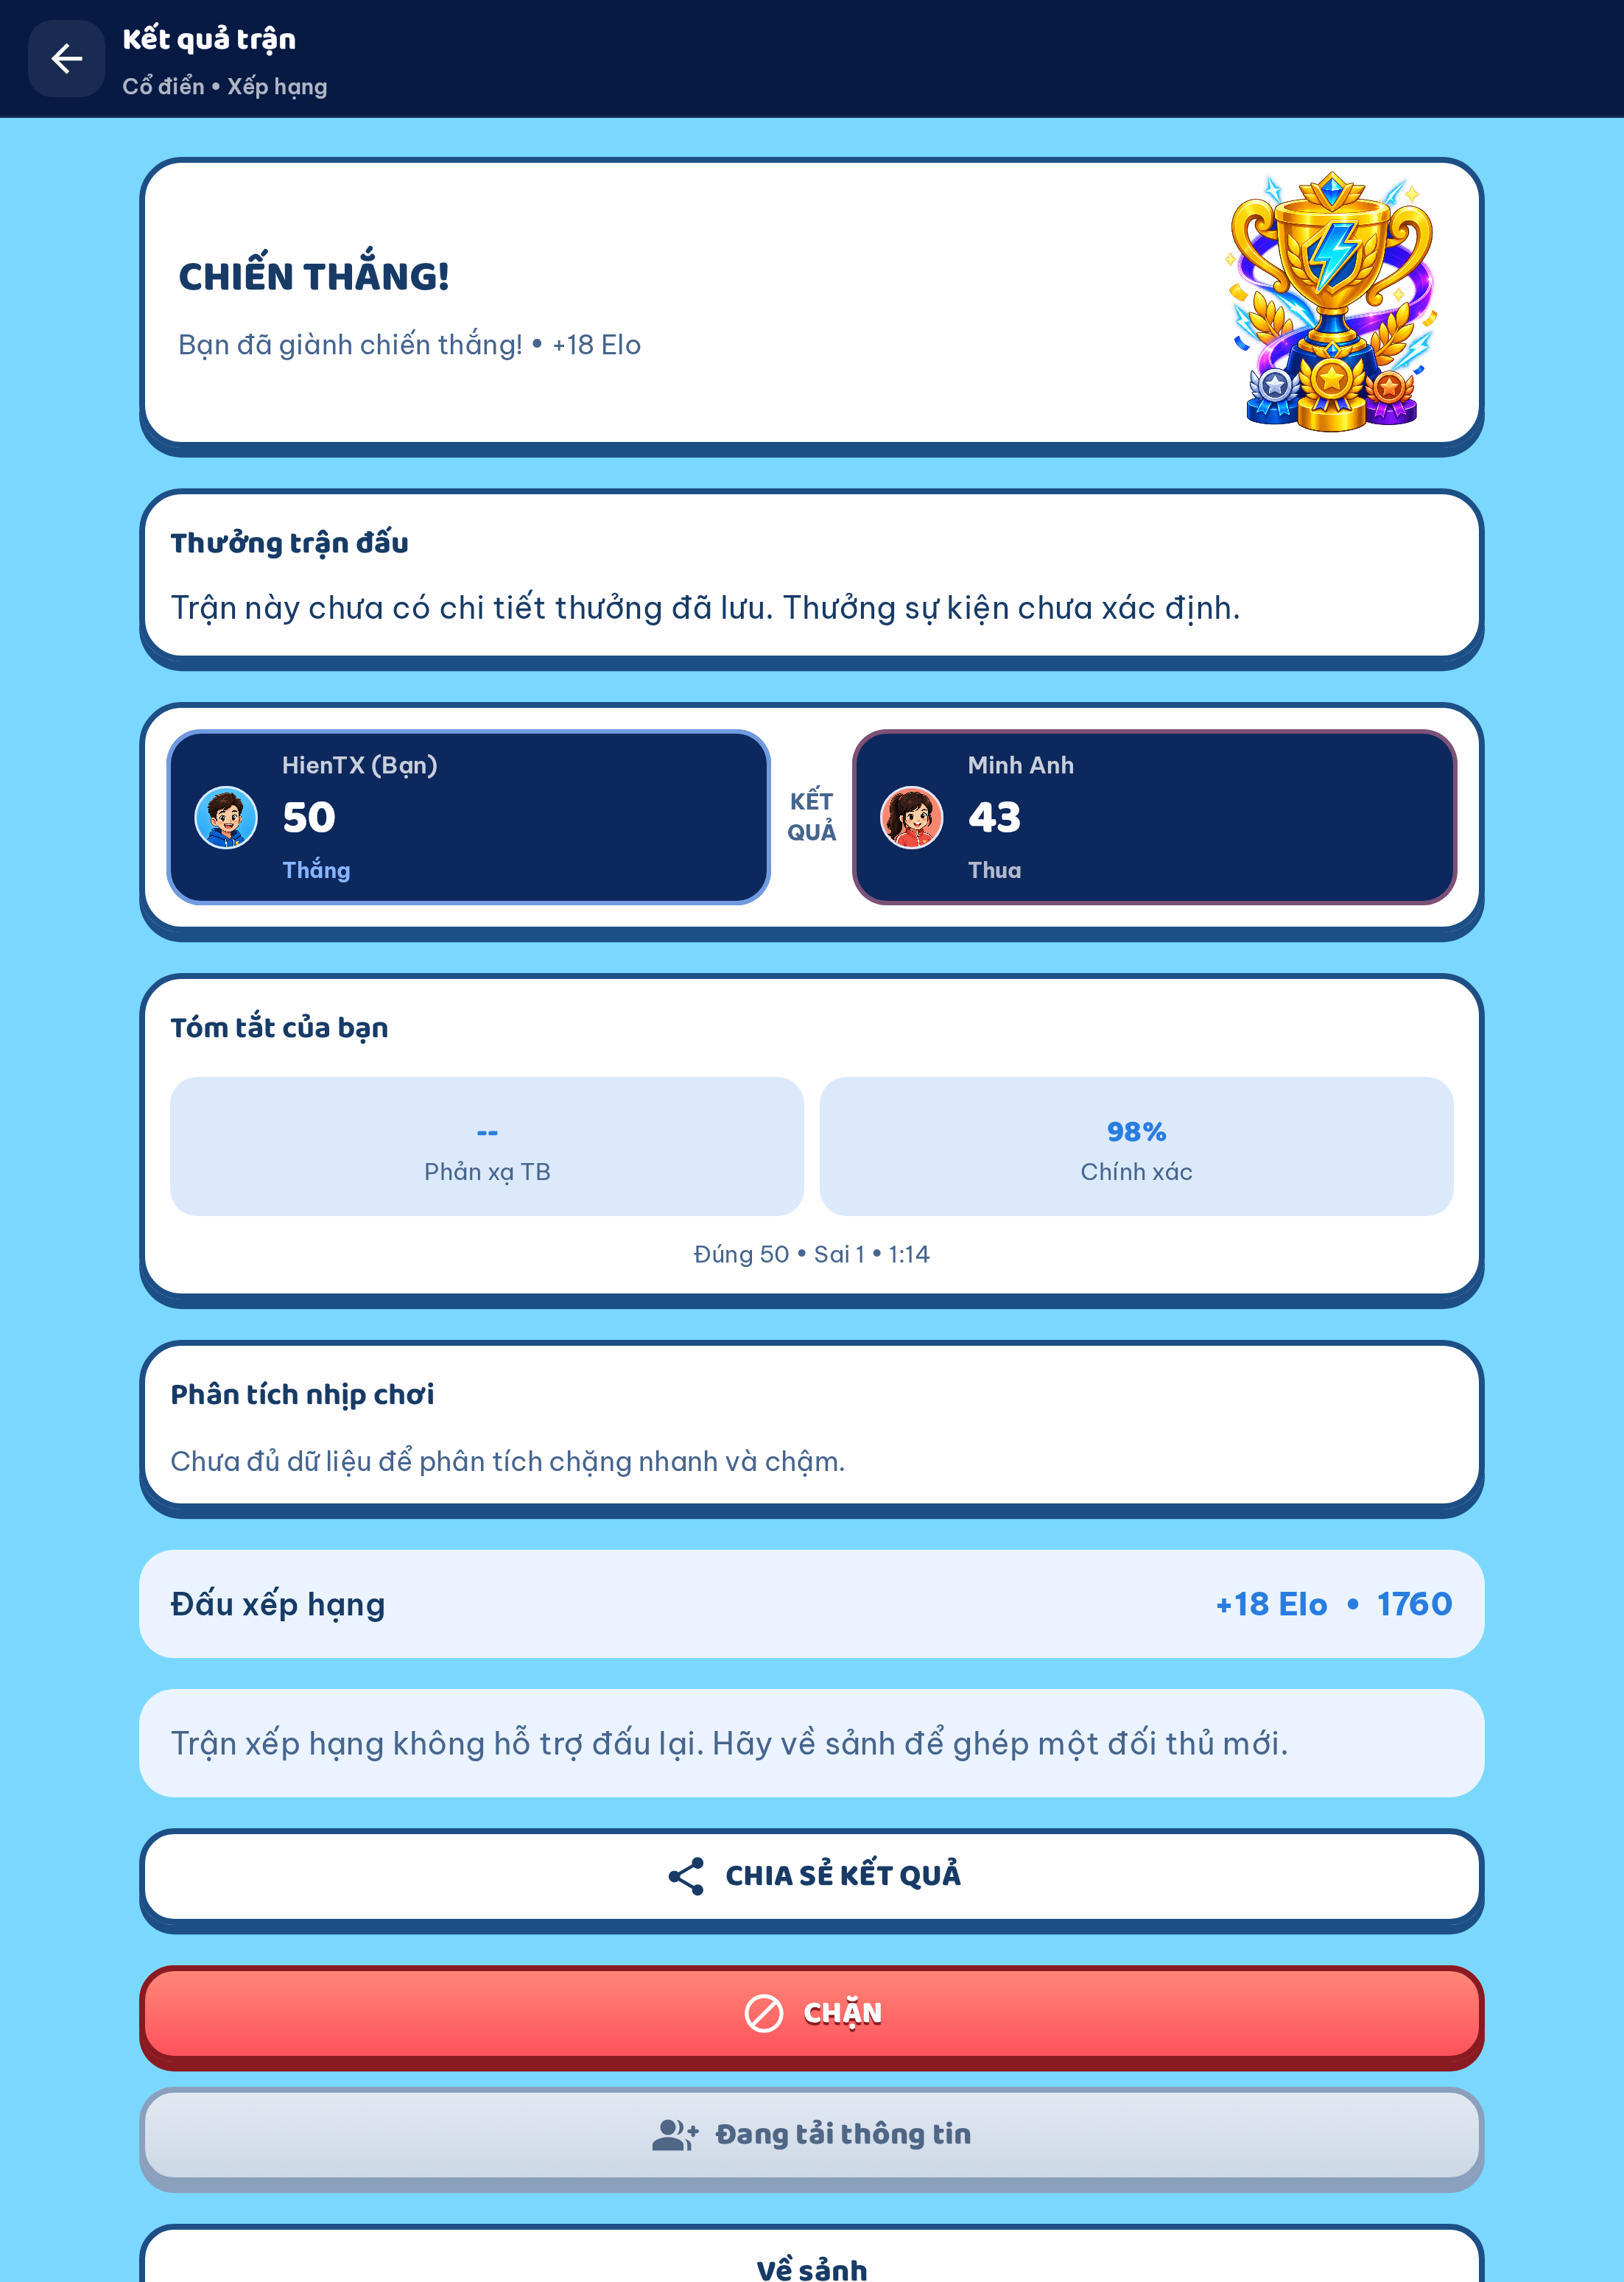 Kết quả trận
Cổ điển • Xếp hạng
CHIẾN THẮNG!
Bạn đã giành chiến thắng! • +18 Elo
Thưởng trận đấu
Trận này chưa có chi tiết thưởng đã lưu. Thưởng sự kiện chưa xác định.
HienTX (Bạn)
50
Thắng
KẾT
QUẢ
Minh Anh
43
Thua
Tóm tắt của bạn
--
Phản xạ TB
98%
Chính xác
Đúng 50 • Sai 1 • 1:14
Phân tích nhịp chơi
Chưa đủ dữ liệu để phân tích chặng nhanh và chậm.
Đấu xếp hạng
+18 Elo • 1760
Trận xếp hạng không hỗ trợ đấu lại. Hãy về sảnh để ghép một đối thủ mới.
CHIA SẺ KẾT QUẢ
CHẶN
Đang tải thông tin
Về sảnh